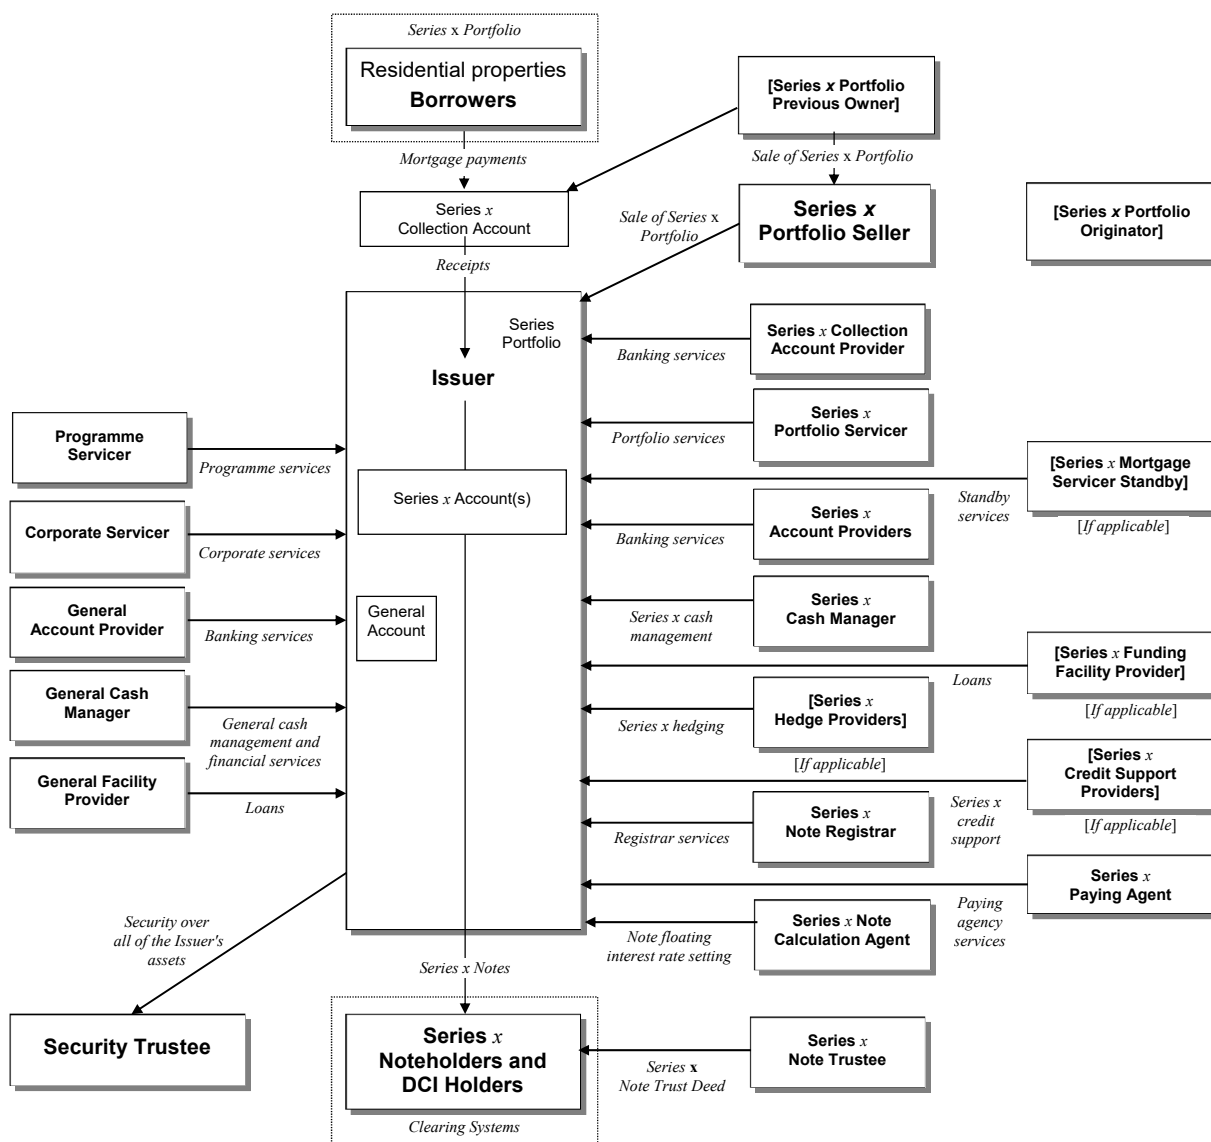 Series x Portfolio
Residential properties
Borrowers
[Series x Portfolio
Previous Owner]
Mortgage payments
Sale of Series x Portfolio
Series x
Collection Account
Sale of Series x
Portfolio
Series x
Portfolio Seller
[Series x Portfolio
Originator]
Receipts
Series
Portfolio
Issuer
Series x Collection
Account Provider
Banking services
Series x
Portfolio Servicer
Portfolio services
Programme
Servicer
Programme services
[Series x Mortgage
Servicer Standby]
Standby
services
[If applicable]
Series x Account(s)
Corporate Servicer
Corporate services
Series x
Account Providers
Banking services
General
Account Provider
Banking services
General
Account
Series x
Cash Manager
Series x cash
management
[Series x Funding
Facility Provider]
Loans
[If applicable]
General Cash
Manager
General cash
management and
financial services
[Series x
Hedge Providers]
Series x hedging
[If applicable]
General Facility
Provider
Loans
[Series x
Credit Support
Providers]
Series x
credit
support
[If applicable]
Series x
Note Registrar
Registrar services
Series x
Paying Agent
Paying
agency
services
Series x Note
Calculation Agent
Note floating
interest rate setting
Security over
all of the Issuer's
assets
Series x Notes
Security Trustee
Series x
Noteholders and
DCI Holders
Clearing Systems
Series x
Note Trust Deed
Series x
Note Trustee